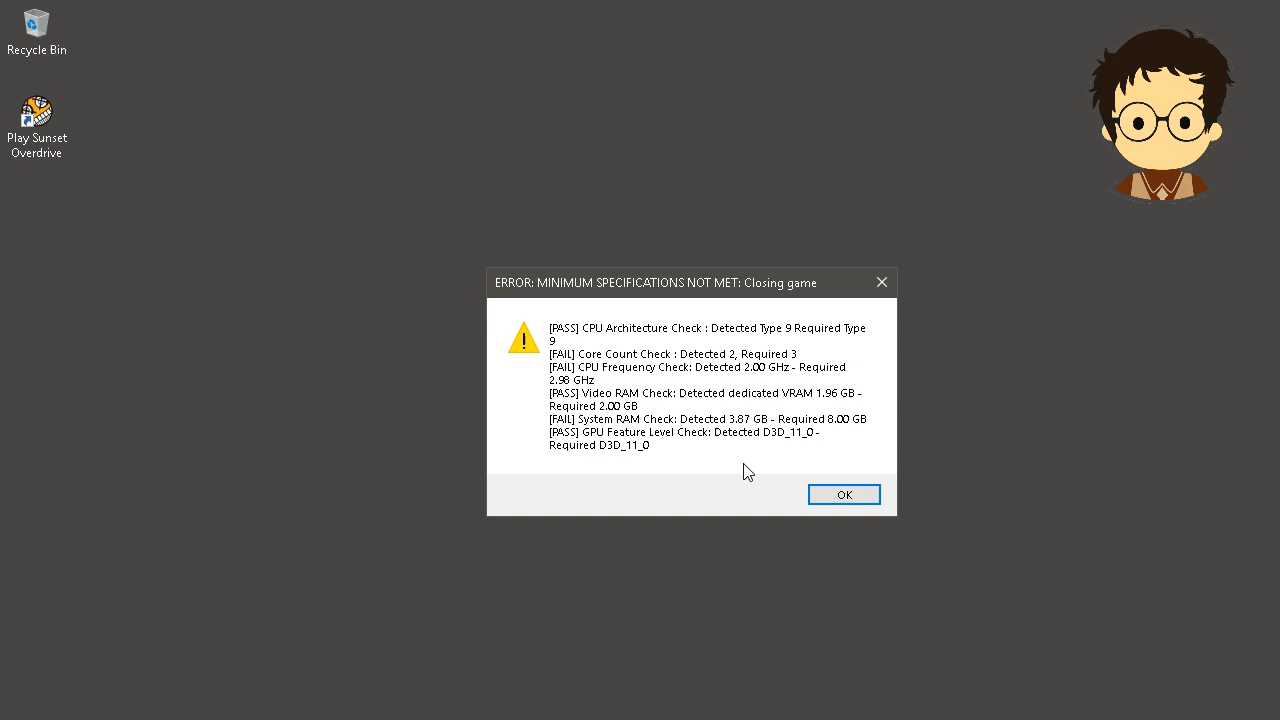 Recycle Bin
Play Sunset
Overdrive
ERROR: MINIMUM SPECIFICATIONS NOT MET: Closing game
[PASS] CPU Architecture Check : Detected Type 9 Required Type
9
[FAIL] Core Count Check : Detected 2, Required 3
[FAIL] CPU Frequency Check: Detected 2.00 GHz - Required
2.98 GHz
[PASS] Video RAM Check: Detected dedicated VRAM 1.96 GB -
Required 2.00 GB
[FAIL] System RAM Check: Detected 3.87 GB - Required 8.00 GB
[PASS] GPU Feature Level Check: Detected D3D_11_0 -
Required D3D_11_0
OK